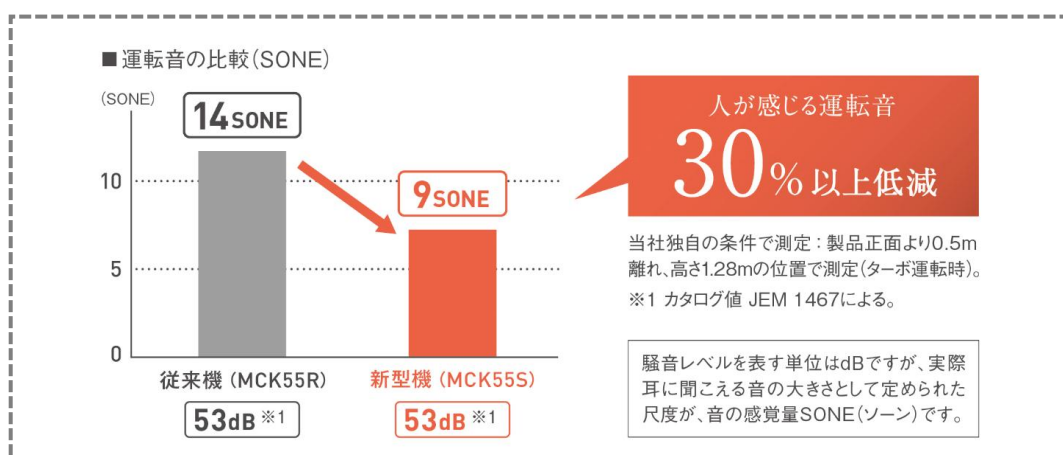 ■運転音の比較(SONE)
(SONE)
14SONE
10
9SONE
5
0
従来機(MCK55R)
新型機(MCK55S)
53dB ※1
53dB ※1
人が感じる運転音
30%以上低減
当社独自の条件で測定:製品正面より0.5m
離れ、高さ1.28mの位置で測定(ターボ運転時)。
※1 カタログ値 JEM 1467による。
騒音レベルを表す単位はdBですが、実際
耳に聞こえる音の大きさとして定められた
尺度が、音の感覚量SONE(ソーン)です。